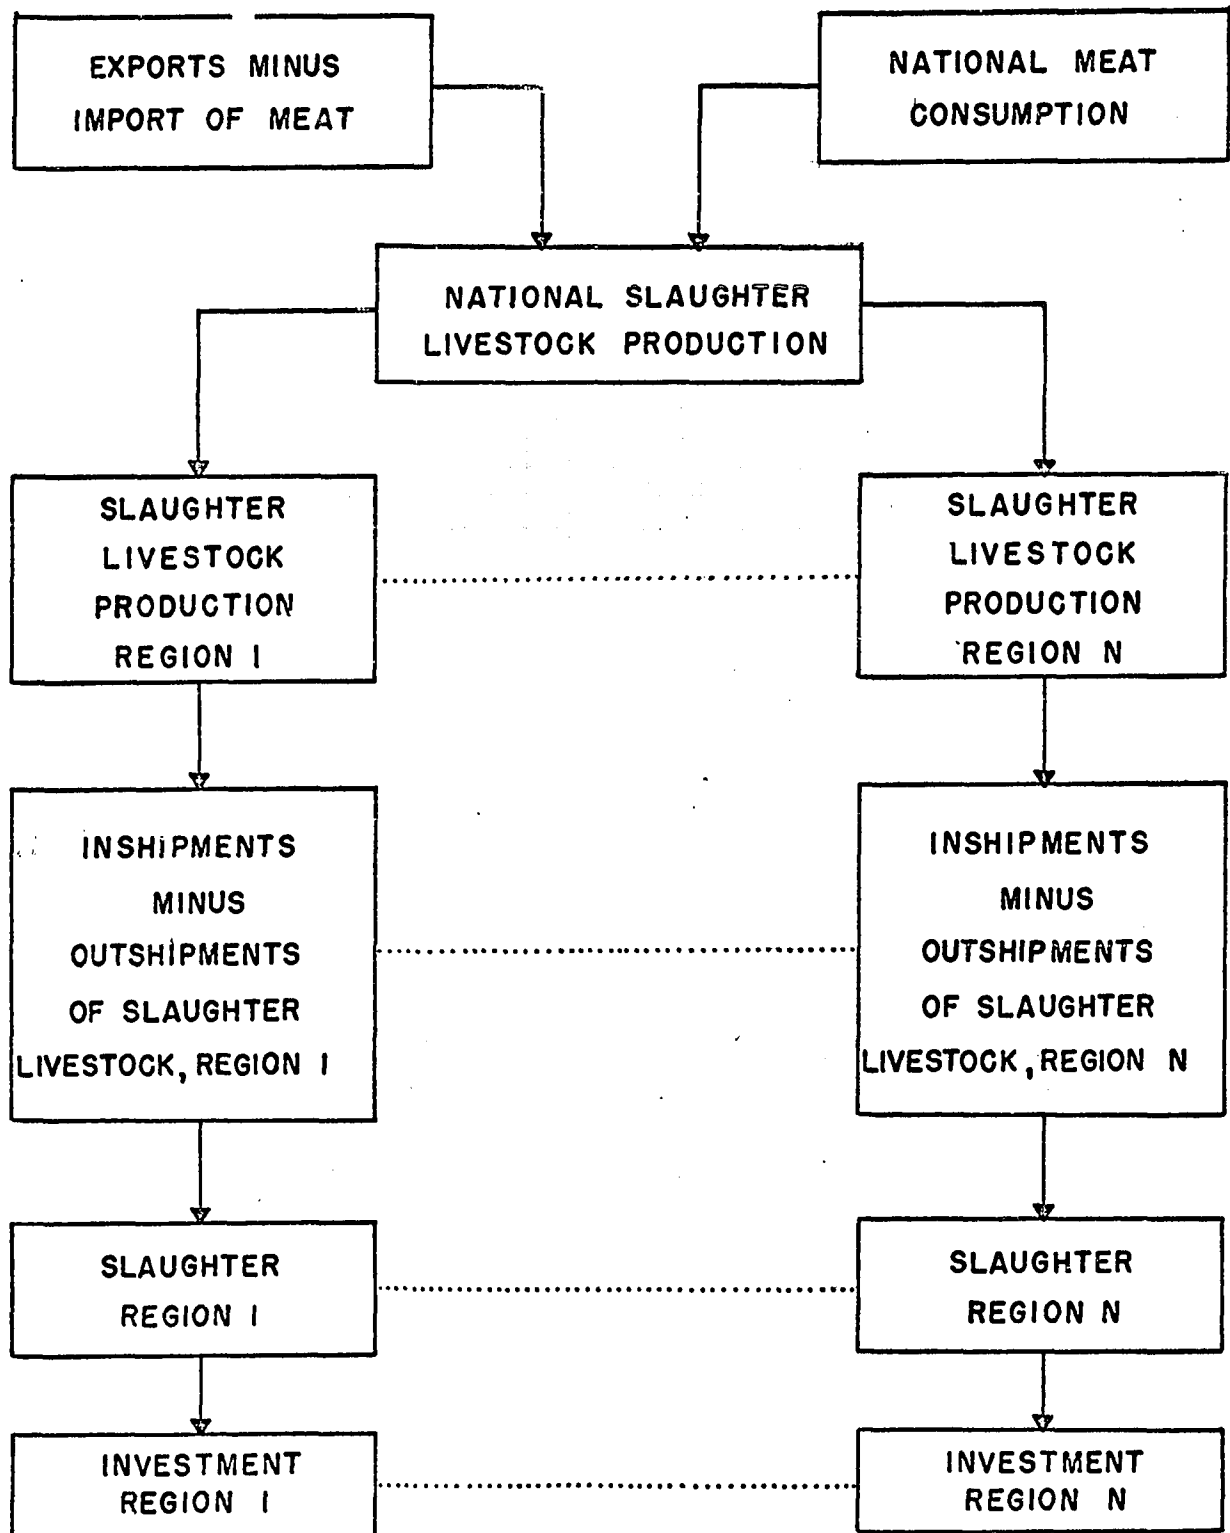 EXPORTS MINUS
IMPORT OF MEAT
NATIONAL MEAT
CONSUMPTION
NATIONAL SLAUGHTER
LIVESTOCK PRODUCTION
SLAUGHTER
LIVESTOCK
PRODUCTION
REGION I
SLAUGHTER
LIVESTOCK
PRODUCTION
REGION N
INSHIPMENTS
MINUS
OUTSHIPMENTS
OF SLAUGHTER
LIVESTOCK, REGION I
INSHIPMENTS
MINUS
OUTSHIPMENTS
OF SLAUGHTER
LIVESTOCK, REGION N
SLAUGHTER
REGION I
SLAUGHTER
REGION N
INVESTMENT
REGION I
INVESTMENT
REGION N